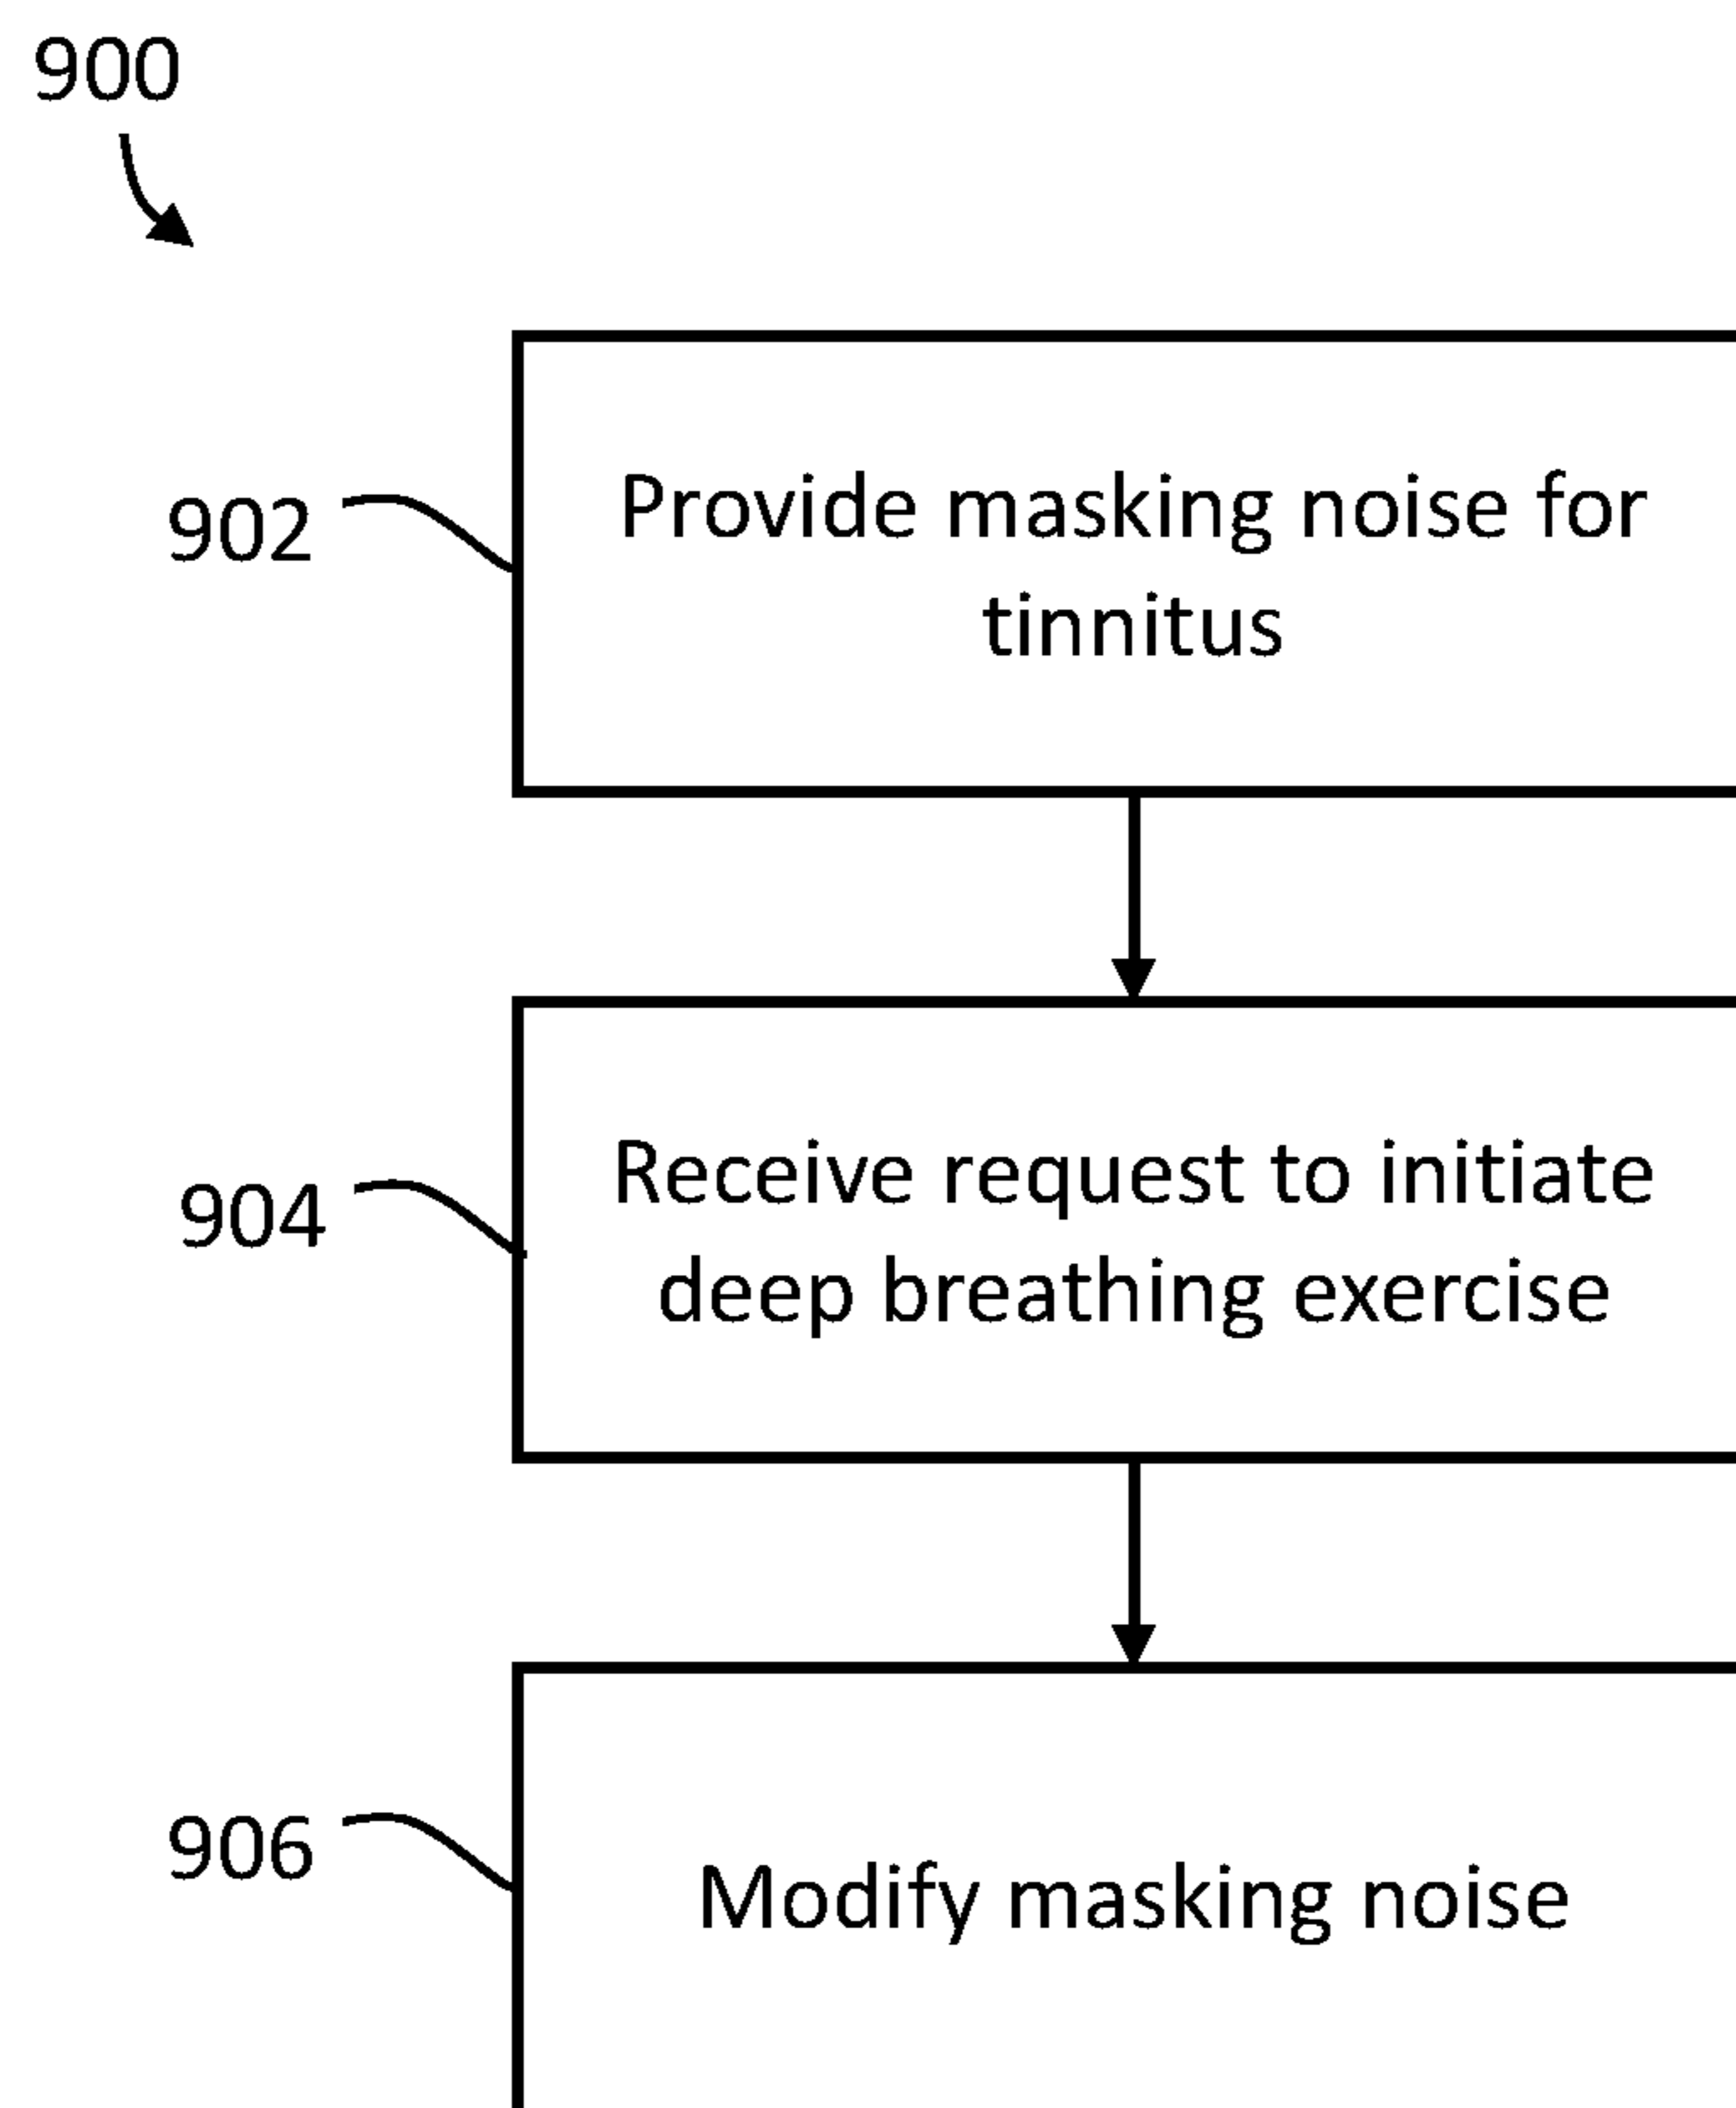 900
902
Provide masking noise for
tinnitus
904
Receive request to initiate
deep breathing exercise
906
Modify masking noise